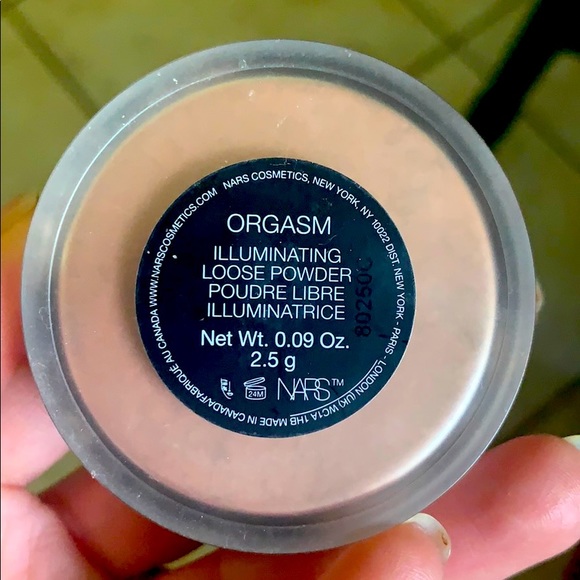 ORGASM
ILLUMINATING
LOOSE POWDER
POUDRE LIBRE
ILLUMINATRICE
Net Wt. 0.09 Oz.
2.5 g
24M
NARS™
80250C
NARS COSMETICS, NEW YORK, NY 10022 DIST. NEW YORK - PARIS - LONDON (UK) WC1A 1HB MADE IN CANADA/FABRIQUÉ AU CANADA WWW.NARSCOSMETICS.COM